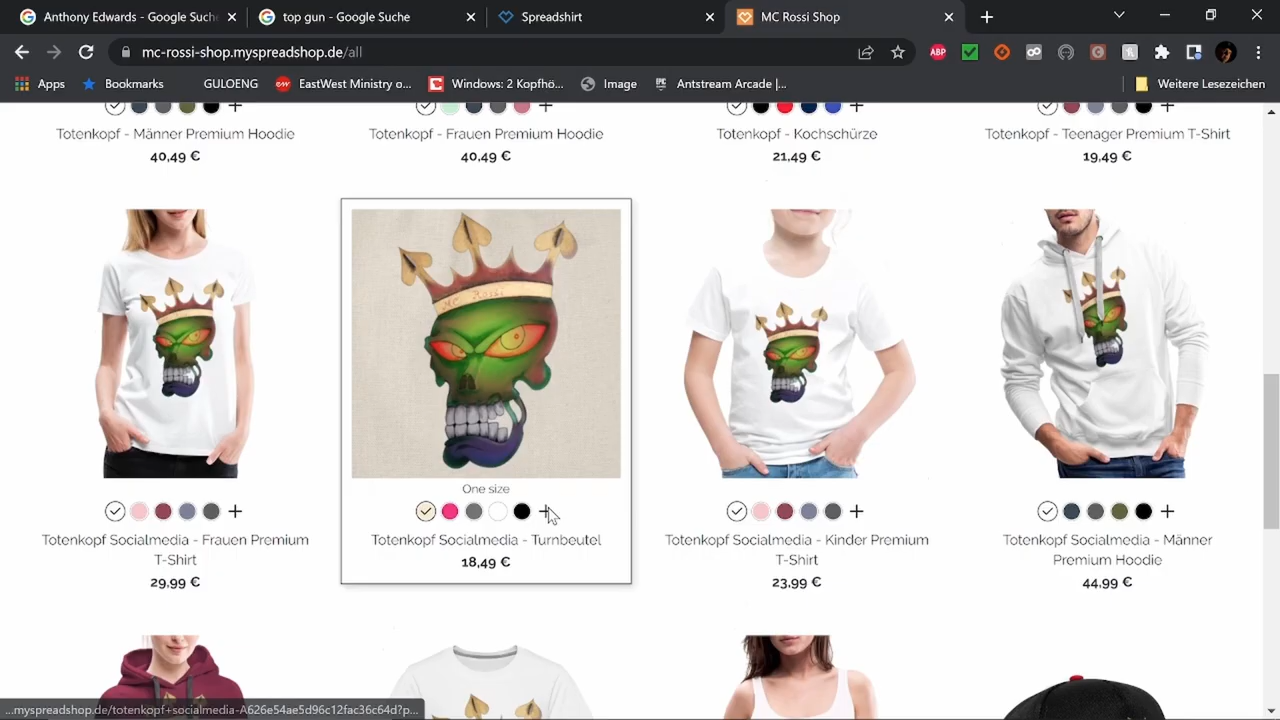 Anthony Edwards - Google Suche
top gun - Google Suche
Spreadshirt
MC Rossi Shop
mc-rossi-shop.myspreadshop.de/all
ABP
Apps
Bookmarks
GULOENG
EastWest Ministry o...
Windows: 2 Kopfho...
Image
Antstream Arcade |...
Weitere Lesezeichen
Totenkopf - Männer Premium Hoodie
40,49 €
Totenkopf - Frauen Premium Hoodie
40,49 €
Totenkopf - Kochschürze
21,49 €
Totenkopf - Teenager Premium T-Shirt
19,49 €
MC Rossi
One size
Totenkopf Socialmedia - Frauen Premium
T-Shirt
29,99 €
Totenkopf Socialmedia - Turnbeutel
18,49 €
Totenkopf Socialmedia - Kinder Premium
T-Shirt
23,99 €
Totenkopf Socialmedia - Männer
Premium Hoodie
44,99 €
...myspreadshop.de/totenkopf+socialmedia-A626e54ae5d96c12fac36c64d?p...